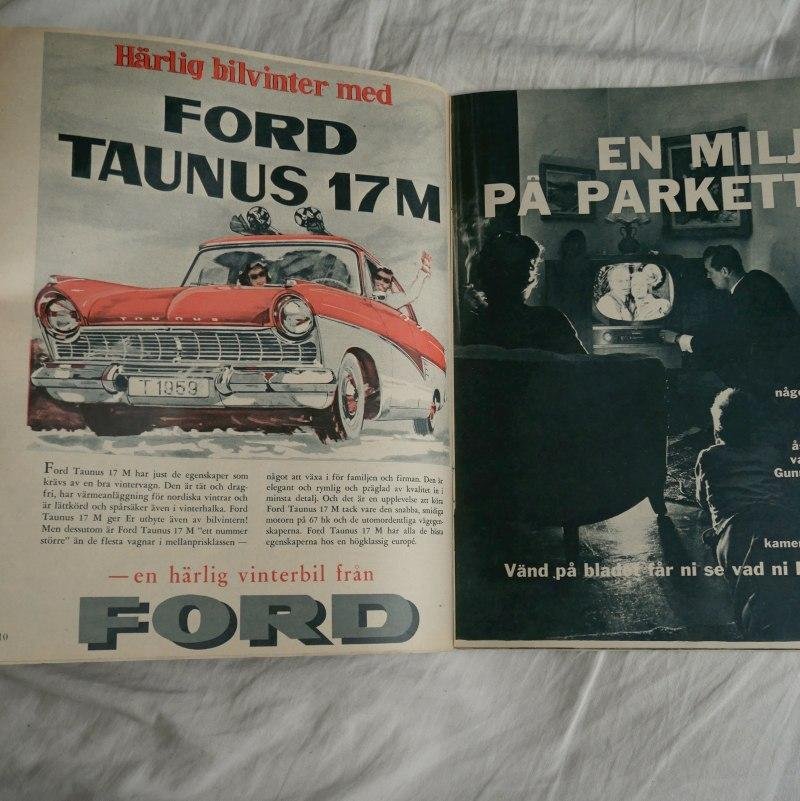 Härlig bilvinter med
FORD
TAUNUS 17M
TAUNUS
T 1959
Ford Taunus 17 M har just de egenskaper som
krävs av en bra vintervagn. Den är tät och drag-
fri, har värmeanläggning för nordiska vintrar och
är lättkörd och spårsäker även i vinterhalka. Ford
Taunus 17 M ger Er utbyte även av bilvintern!
Men dessutom är Ford Taunus 17 M "ett nummer
större" än de flesta vagnar i mellanprisklassen —
något att växa i för familjen och firman. Den är
elegant och rymlig och präglad av kvalitet in i
minsta detalj. Och det är en upplevelse att köra
Ford Taunus 17 M tack vare den snabba, smidiga
motorn på 67 hk och de utomordentliga vägegen-
skaperna. Ford Taunus 17 M har alla de bästa
egenskaperna hos en högklassig europé.
— en härlig vinterbil från
FORD
10
EN MILJ
PÅ PARKETT
någo
Gunn
kamer
Vänd på bladet får ni se vad ni